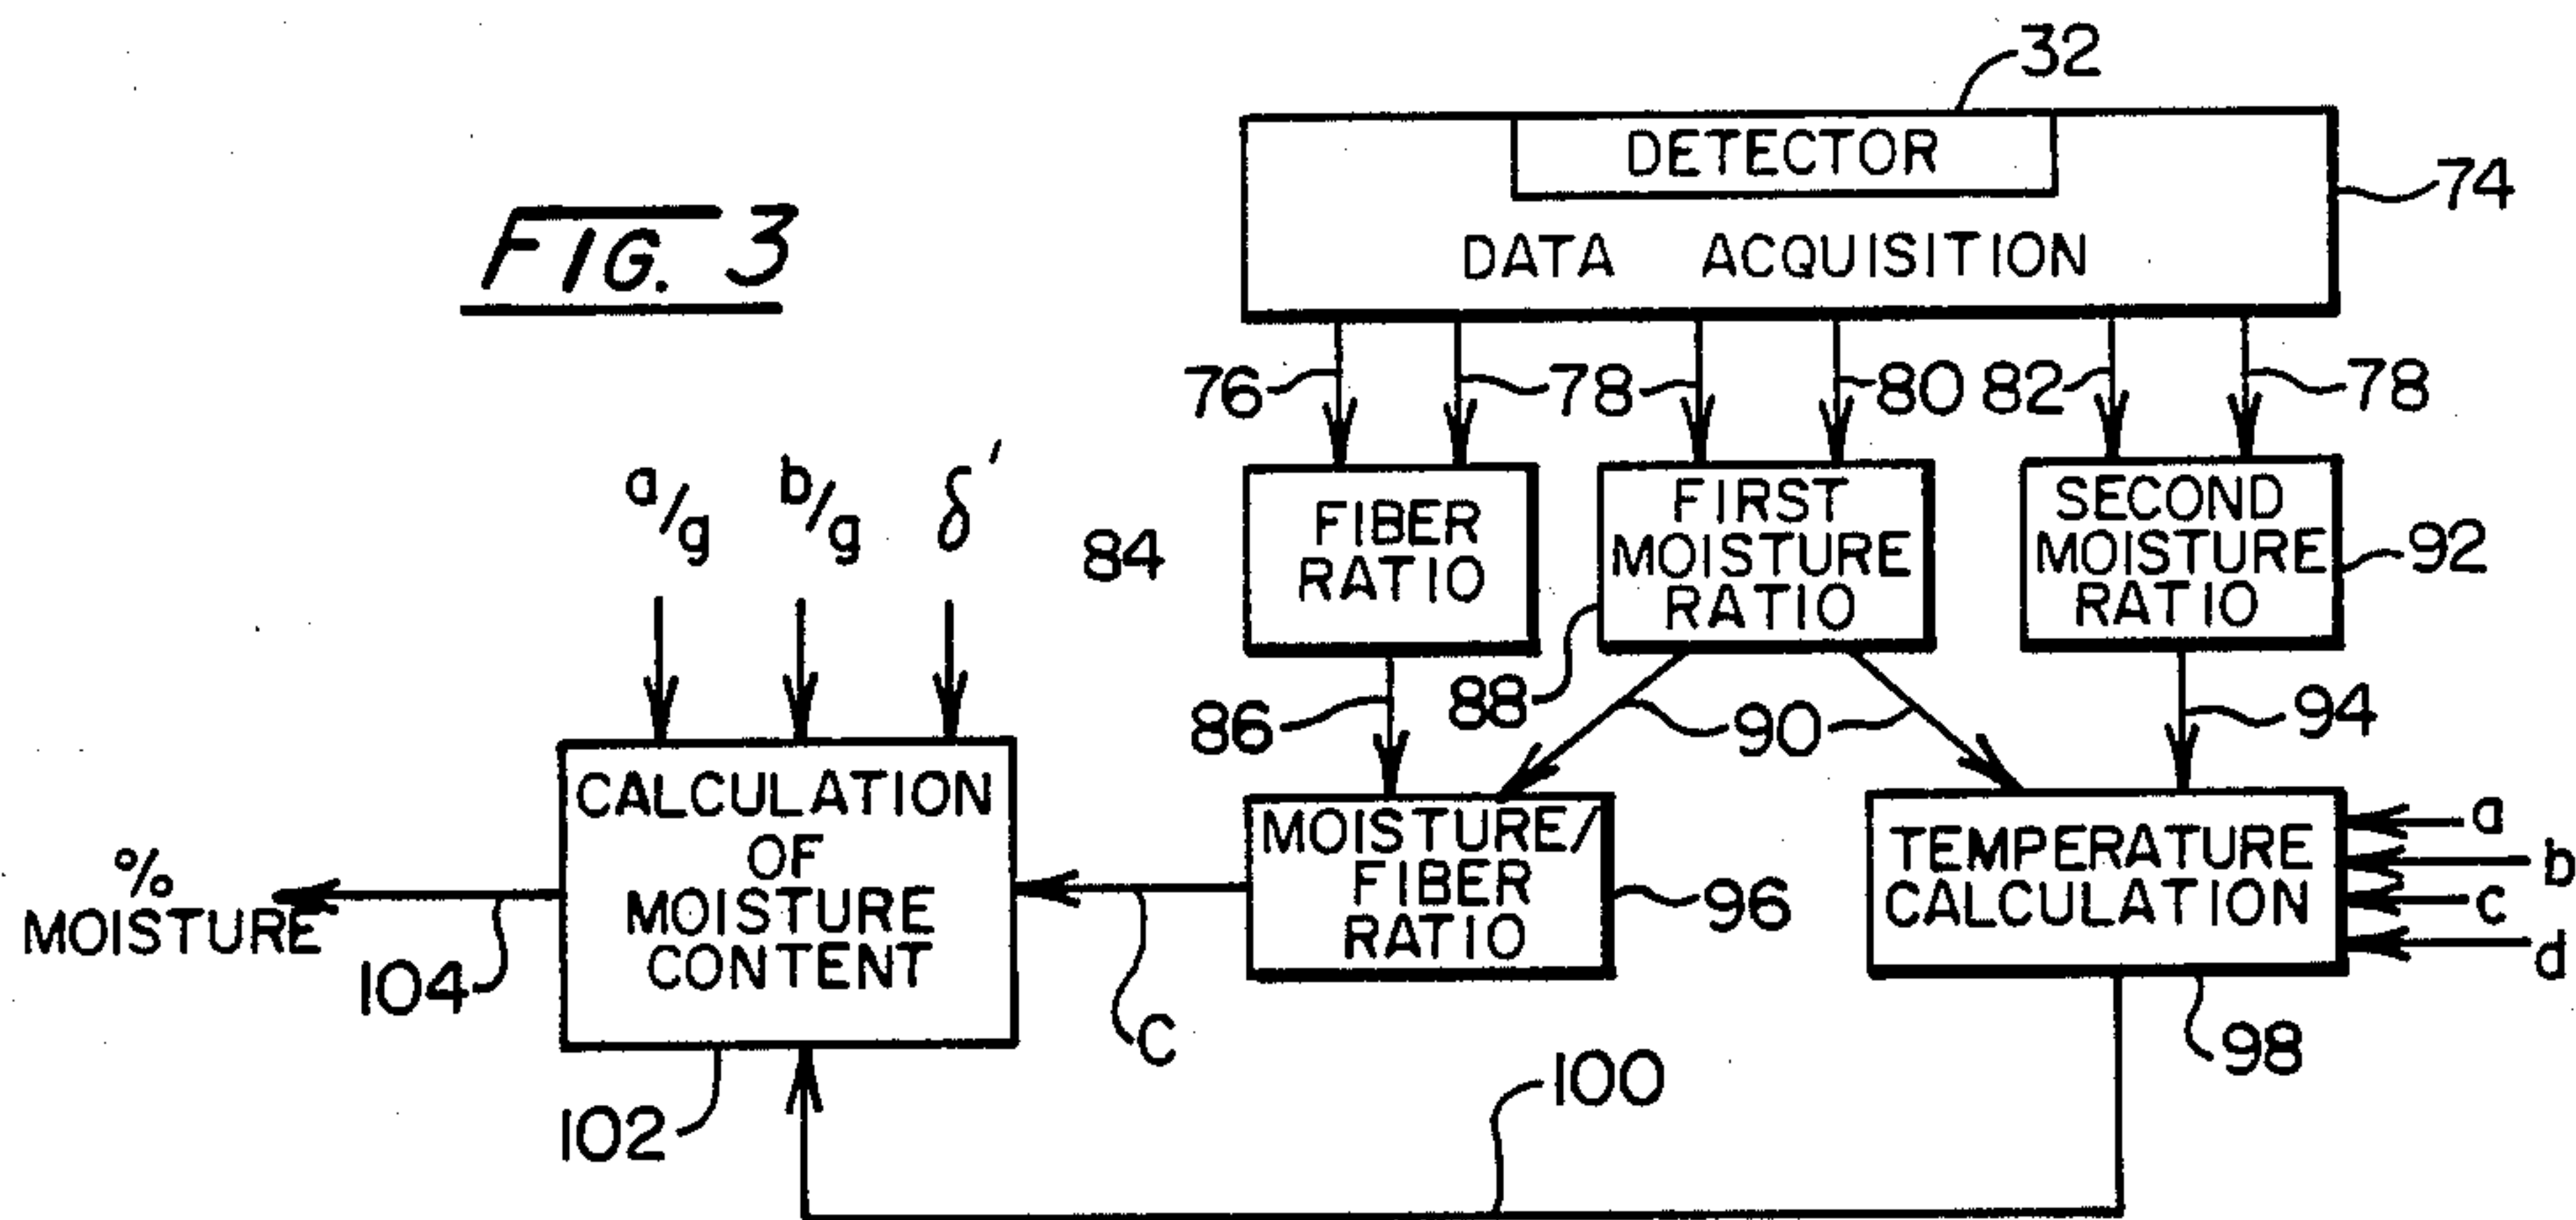 FIG. 3
32
DETECTOR
74
DATA ACQUISITION
76
78
80
82
78
a/g
b/g
δ'
84
FIBER
RATIO
FIRST
MOISTURE
RATIO
SECOND
MOISTURE
RATIO
92
86
88
90
94
CALCULATION
OF
MOISTURE
CONTENT
MOISTURE/
FIBER
RATIO
96
TEMPERATURE
CALCULATION
a
b
c
d
%
MOISTURE
104
C
98
102
100